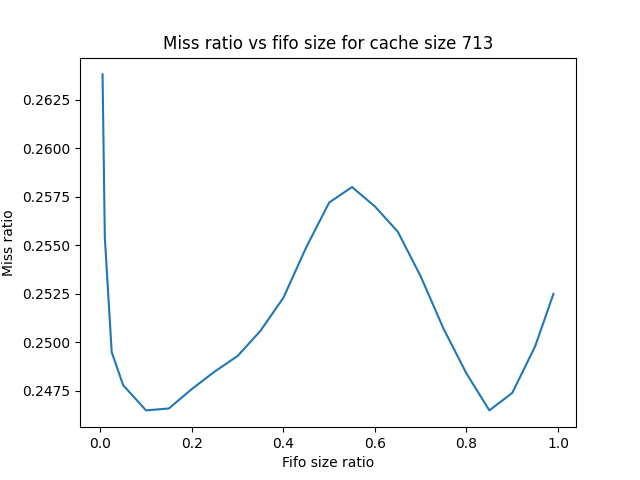 Miss ratio vs fifo size for cache size 713
0.2625
0.2600
0.2575
0.2550
0.2525
0.2500
0.2475
Miss ratio
0.0 0.2 0.4 0.6 0.8 1.0
Fifo size ratio